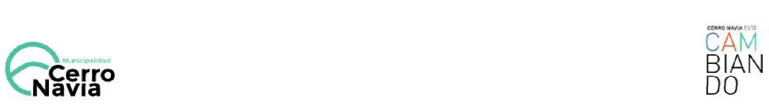 Municipalidad
Cerro
Navia
CERRO NAVIA ESTÁ
CAM
BIAN
DO